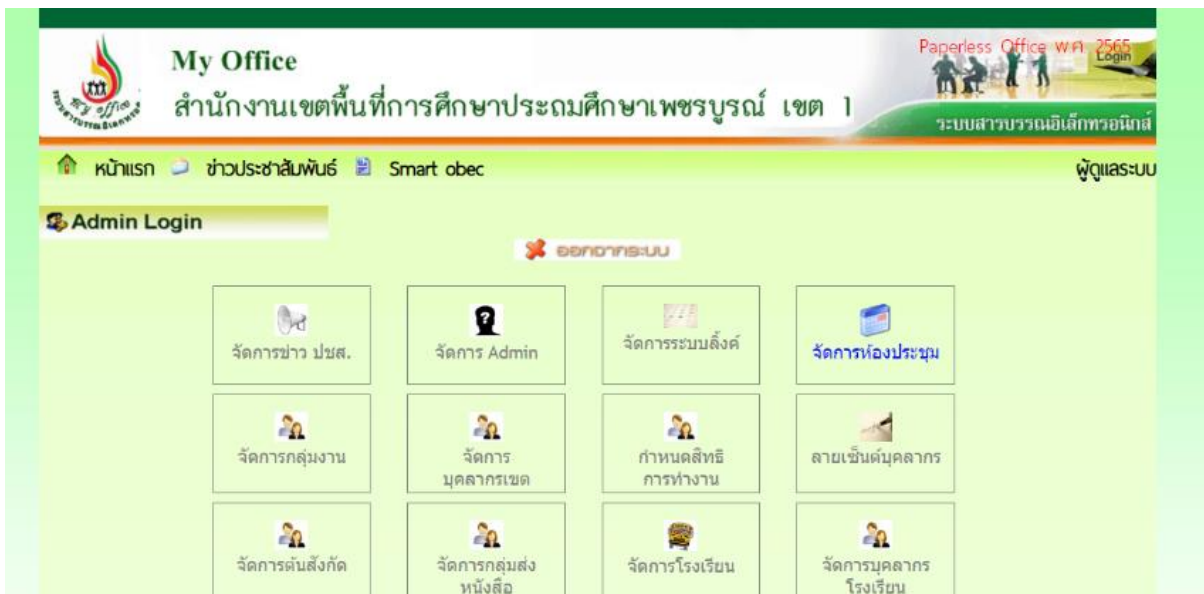 Paperless Office พ.ศ. 2565
My Office
Login
สำนักงานเขตพื้นที่การศึกษาประถมศึกษาเพชรบูรณ์ เขต 1
ระบบสารบรรณอิเล็กทรอนิกส์
My office
หน้าแรก ข่าวประชาสัมพันธ์ Smart obec ผู้ดูแลระบบ
Admin Login
ออกจากระบบ
จัดการข่าว ปชส. จัดการ Admin จัดการระบบลิ้งค์ จัดการห้องประชุม
จัดการกลุ่มงาน จัดการ กำหนดสิทธิ ลายเซ็นต์บุคลากร
บุคลากรเขต การทำงาน
จัดการต้นสังกัด จัดการกลุ่มส่ง จัดการโรงเรียน จัดการบุคลากร
หนังสือ โรงเรียน